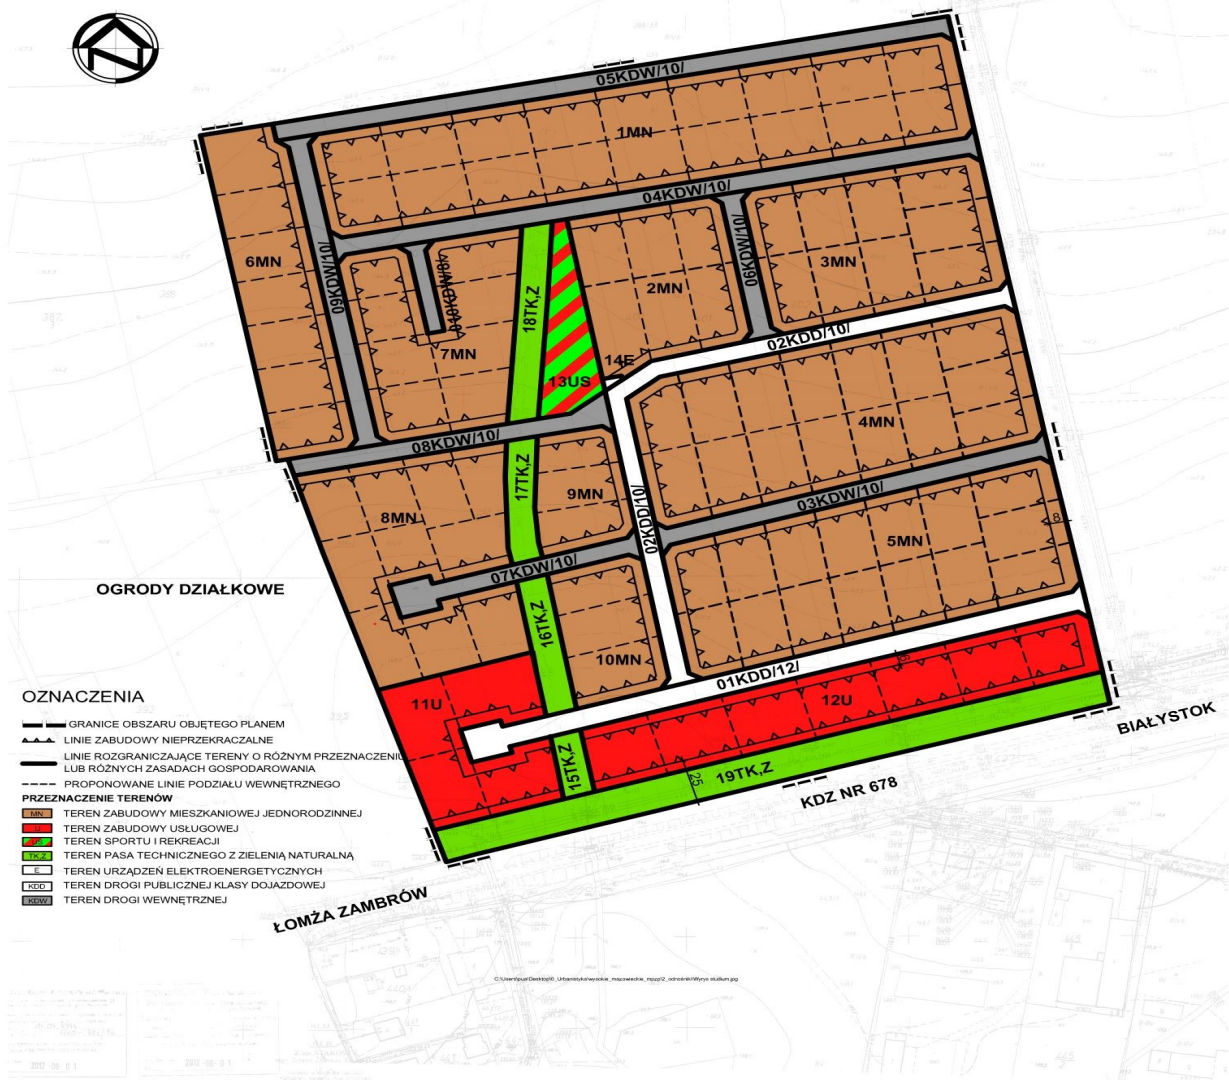 N
05KDW/10/
1MN
04KDW/10/
6MN
09KDW/10/
010KDW/8/
7MN
18TK,Z
13US
14E
2MN
06KDW/10/
3MN
02KDD/10/
4MN
08KDW/10/
17TK,Z
9MN
8MN
02KDD/10/
03KDW/10/
5MN
8
07KDW/10/
OGRODY DZIAŁKOWE
16TK,Z
10MN
01KDD/12/
11U
12U
15TK,Z
25
19TK,Z
BIAŁYSTOK
KDZ NR 678
ŁOMŻA ZAMBRÓW
OZNACZENIA
GRANICE OBSZARU OBJĘTEGO PLANEM
LINIE ZABUDOWY NIEPRZEKRACZALNE
LINIE ROZGRANICZAJĄCE TERENY O RÓŻNYM PRZEZNACZENIU
LUB RÓŻNYCH ZASADACH GOSPODAROWANIA
PROPONOWANE LINIE PODZIAŁU WEWNĘTRZNEGO
PRZEZNACZENIE TERENÓW
MN TEREN ZABUDOWY MIESZKANIOWEJ JEDNORODZINNEJ
U TEREN ZABUDOWY USŁUGOWEJ
US TEREN SPORTU I REKREACJI
TK,Z TEREN PASA TECHNICZNEGO Z ZIELENIĄ NATURALNĄ
E TEREN URZĄDZEŃ ELEKTROENERGETYCZNYCH
KDD TEREN DROGI PUBLICZNEJ KLASY DOJAZDOWEJ
KDW TEREN DROGI WEWNĘTRZNEJ